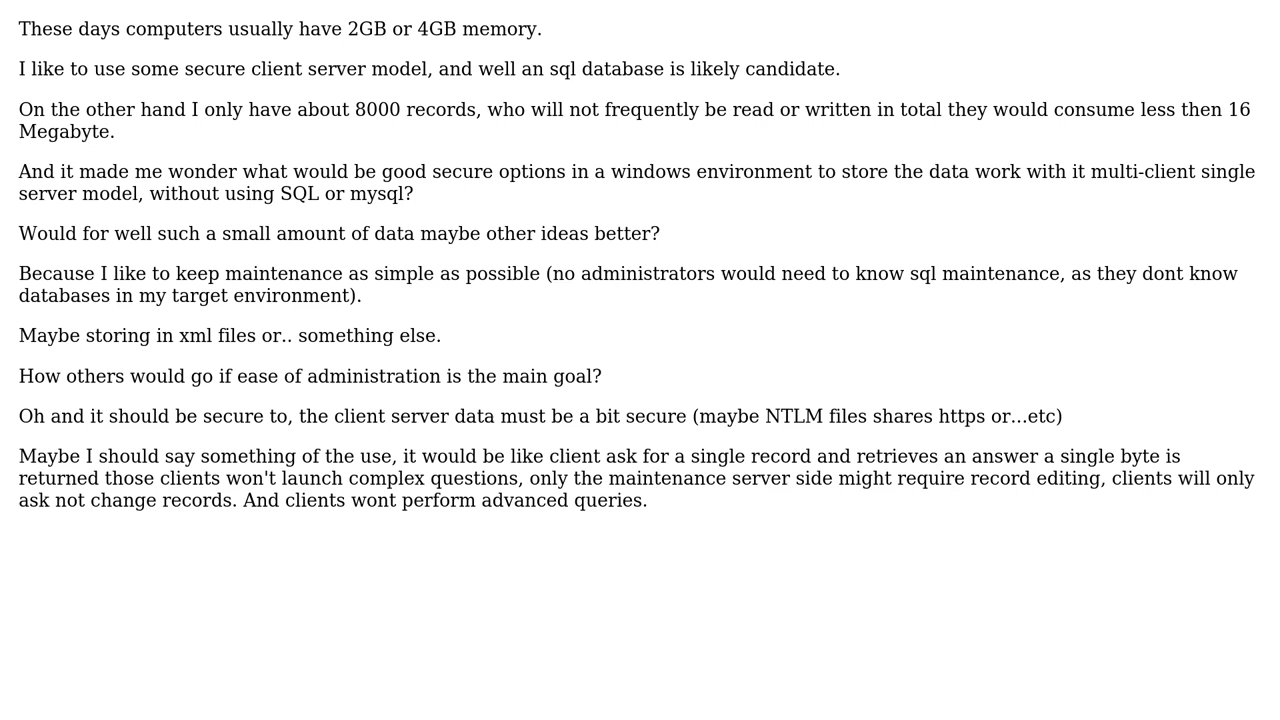 These days computers usually have 2GB or 4GB memory.
I like to use some secure client server model, and well an sql database is likely candidate.
On the other hand I only have about 8000 records, who will not frequently be read or written in total they would consume less then 16
Megabyte.
And it made me wonder what would be good secure options in a windows environment to store the data work with it multi-client single
server model, without using SQL or mysql?
Would for well such a small amount of data maybe other ideas better?
Because I like to keep maintenance as simple as possible (no administrators would need to know sql maintenance, as they dont know
databases in my target environment).
Maybe storing in xml files or.. something else.
How others would go if ease of administration is the main goal?
Oh and it should be secure to, the client server data must be a bit secure (maybe NTLM files shares https or...etc)
Maybe I should say something of the use, it would be like client ask for a single record and retrieves an answer a single byte is
returned those clients won't launch complex questions, only the maintenance server side might require record editing, clients will only
ask not change records. And clients wont perform advanced queries.